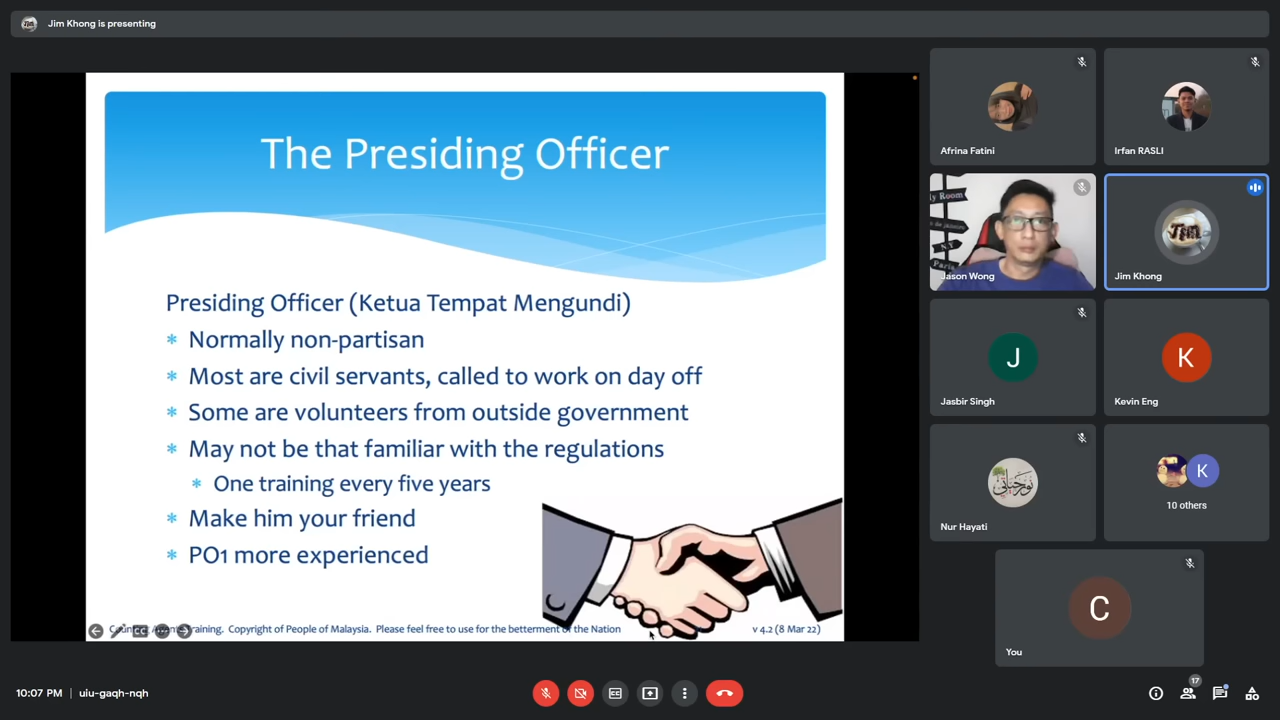 Jim Khong is presenting
The Presiding Officer
Presiding Officer (Ketua Tempat Mengundi)
* Normally non-partisan
* Most are civil servants, called to work on day off
* Some are volunteers from outside government
* May not be that familiar with the regulations
* One training every five years
* Make him your friend
* PO1 more experienced
Training. Copyright of People of Malaysia. Please feel free to use for the betterment of the Nation
v 4.2 (8 Mar 22)
Afrina Fatini
Irfan RASLI
ly Room
NY
Paris
Jason Wong
Jim
Jim Khong
J
Jasbir Singh
K
Kevin Eng
Nur Hayati
K
10 others
C
You
10:07 PM | uiu-gaqh-nqh
17